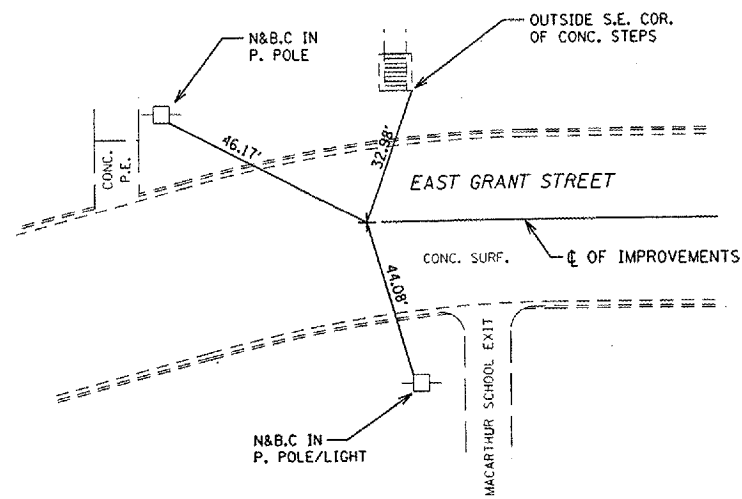 OUTSIDE S.E. COR.
OF CONC. STEPS
N&B.C IN
P. POLE
46.17'
32.98'
CONC.
P.E.
EAST GRANT STREET
CONC. SURF.
℄ OF IMPROVEMENTS
44.08'
MACARTHUR SCHOOL EXIT
N&B.C IN
P. POLE/LIGHT